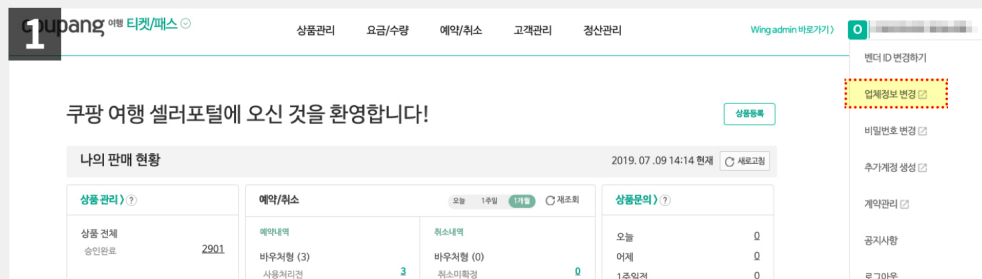 1
coupang 여행 티켓/패스
상품관리 요금/수량 예약/취소 고객관리 정산관리
Wing admin 바로가기 >
O
벤더 ID 변경하기
업체정보 변경
비밀번호 변경
추가계정 생성
계약관리
공지사항
로그아웃
쿠팡 여행 셀러포털에 오신 것을 환영합니다!
상품등록
나의 판매 현황
2019. 07 .09 14:14 현재 새로고침
상품 관리 > ?
상품 전체
승인완료 2901
예약/취소
오늘 1주일 1개월 재조회
예약내역
바우처형 (3)
사용처리전 3
취소내역
바우처형 (0)
취소미확정 0
상품문의 > ?
오늘 0
어제 0
1주일전 0